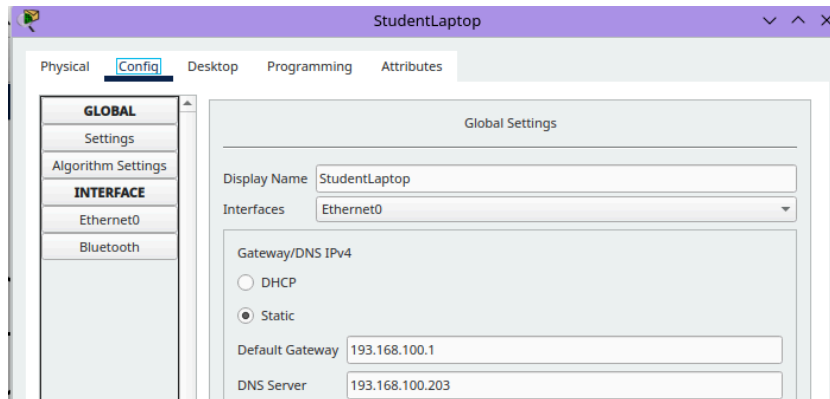 StudentLaptop
Physical Config Desktop Programming Attributes
GLOBAL
Settings
Algorithm Settings
INTERFACE
Ethernet0
Bluetooth
Global Settings
Display Name StudentLaptop
Interfaces Ethernet0
Gateway/DNS IPv4
DHCP
Static
Default Gateway 193.168.100.1
DNS Server 193.168.100.203